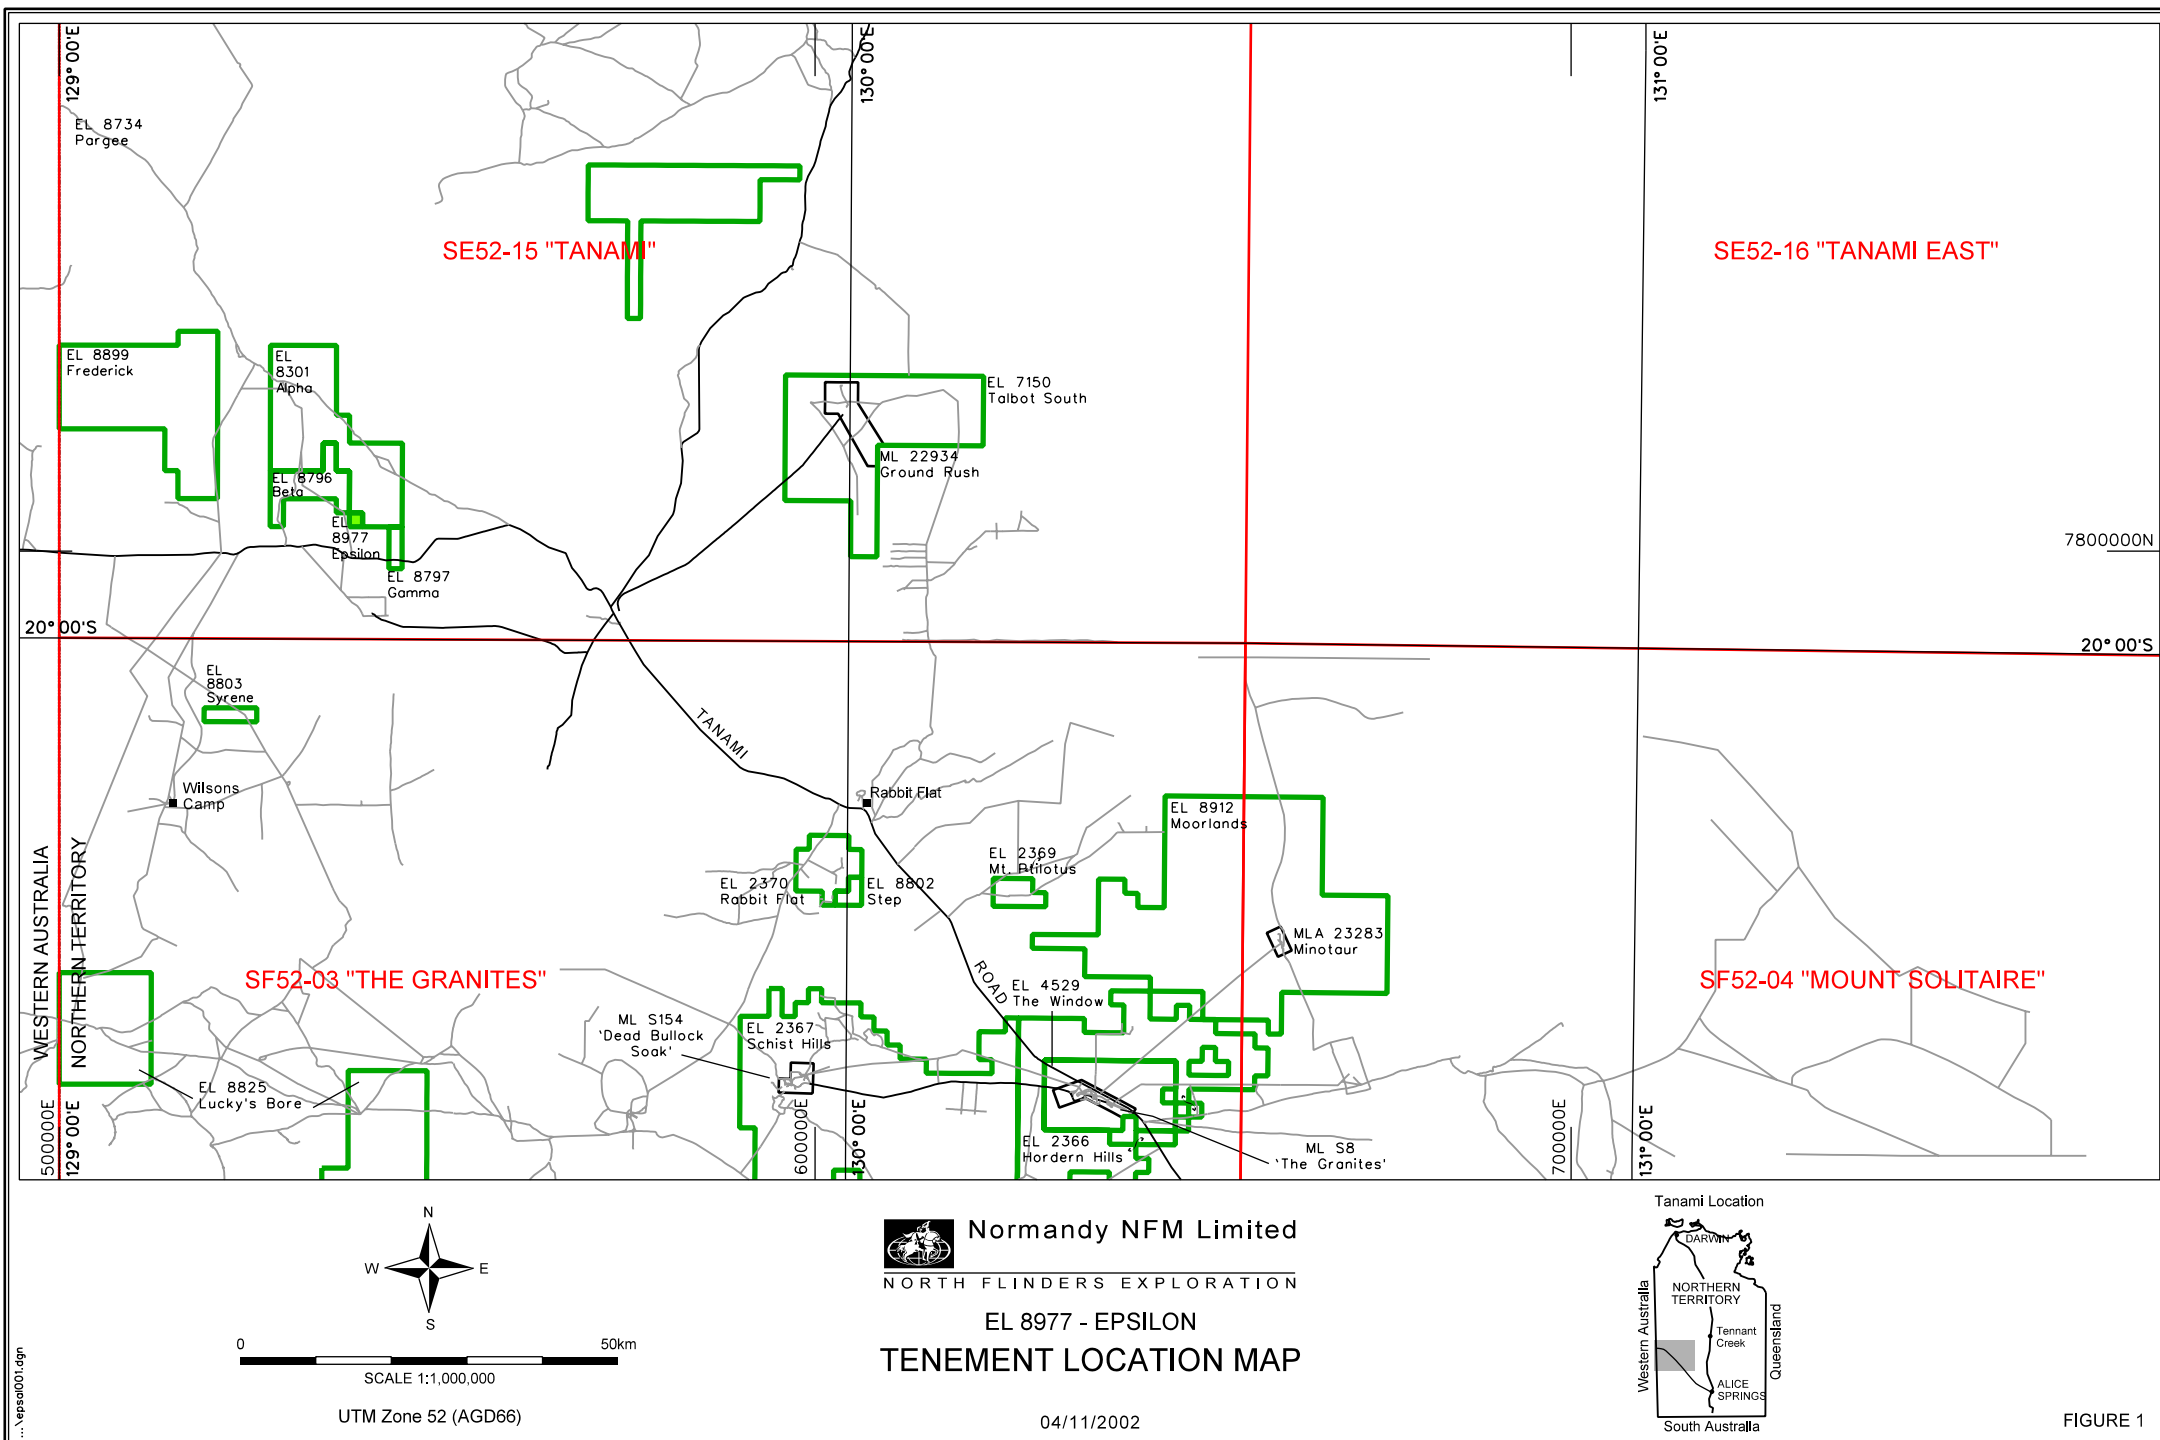 129° 00'E
130° 00'E
131° 00'E
EL 8734
Pargee
SE52-15 "TANAMI"
SE52-16 "TANAMI EAST"
EL 8899
Frederick
EL
8301
Alpha
EL 7150
Talbot South
ML 22934
Ground Rush
EL 8796
Beta
EL
8977
Epsilon
EL 8797
Gamma
7800000N
20° 00'S
20° 00'S
EL
8803
Syrene
TANAMI
Wilsons
Camp
Rabbit Flat
EL 8912
Moorlands
EL 2369
Mt. Ptilotus
EL 2370
Rabbit Flat
EL 8802
Step
WESTERN AUSTRALIA
NORTHERN TERRITORY
MLA 23283
Minotaur
SF52-03 "THE GRANITES"
ROAD
SF52-04 "MOUNT SOLITAIRE"
EL 4529
The Window
ML S154
'Dead Bullock
Soak'
EL 2367
Schist Hills
EL 8825
Lucky's Bore
EL 2366
Hordern Hills
ML S8
'The Granites'
500000E
129° 00'E
600000E
130° 00'E
700000E
131° 00'E
N
W
E
S
0
50km
SCALE 1:1,000,000
UTM Zone 52 (AGD66)
...\epsal001.dgn
Normandy NFM Limited
NORTH FLINDERS EXPLORATION
EL 8977 - EPSILON
TENEMENT LOCATION MAP
04/11/2002
Tanami Location
DARWIN
NORTHERN
TERRITORY
Tennant
Creek
ALICE
SPRINGS
Western Australia
Queensland
South Australia
FIGURE 1